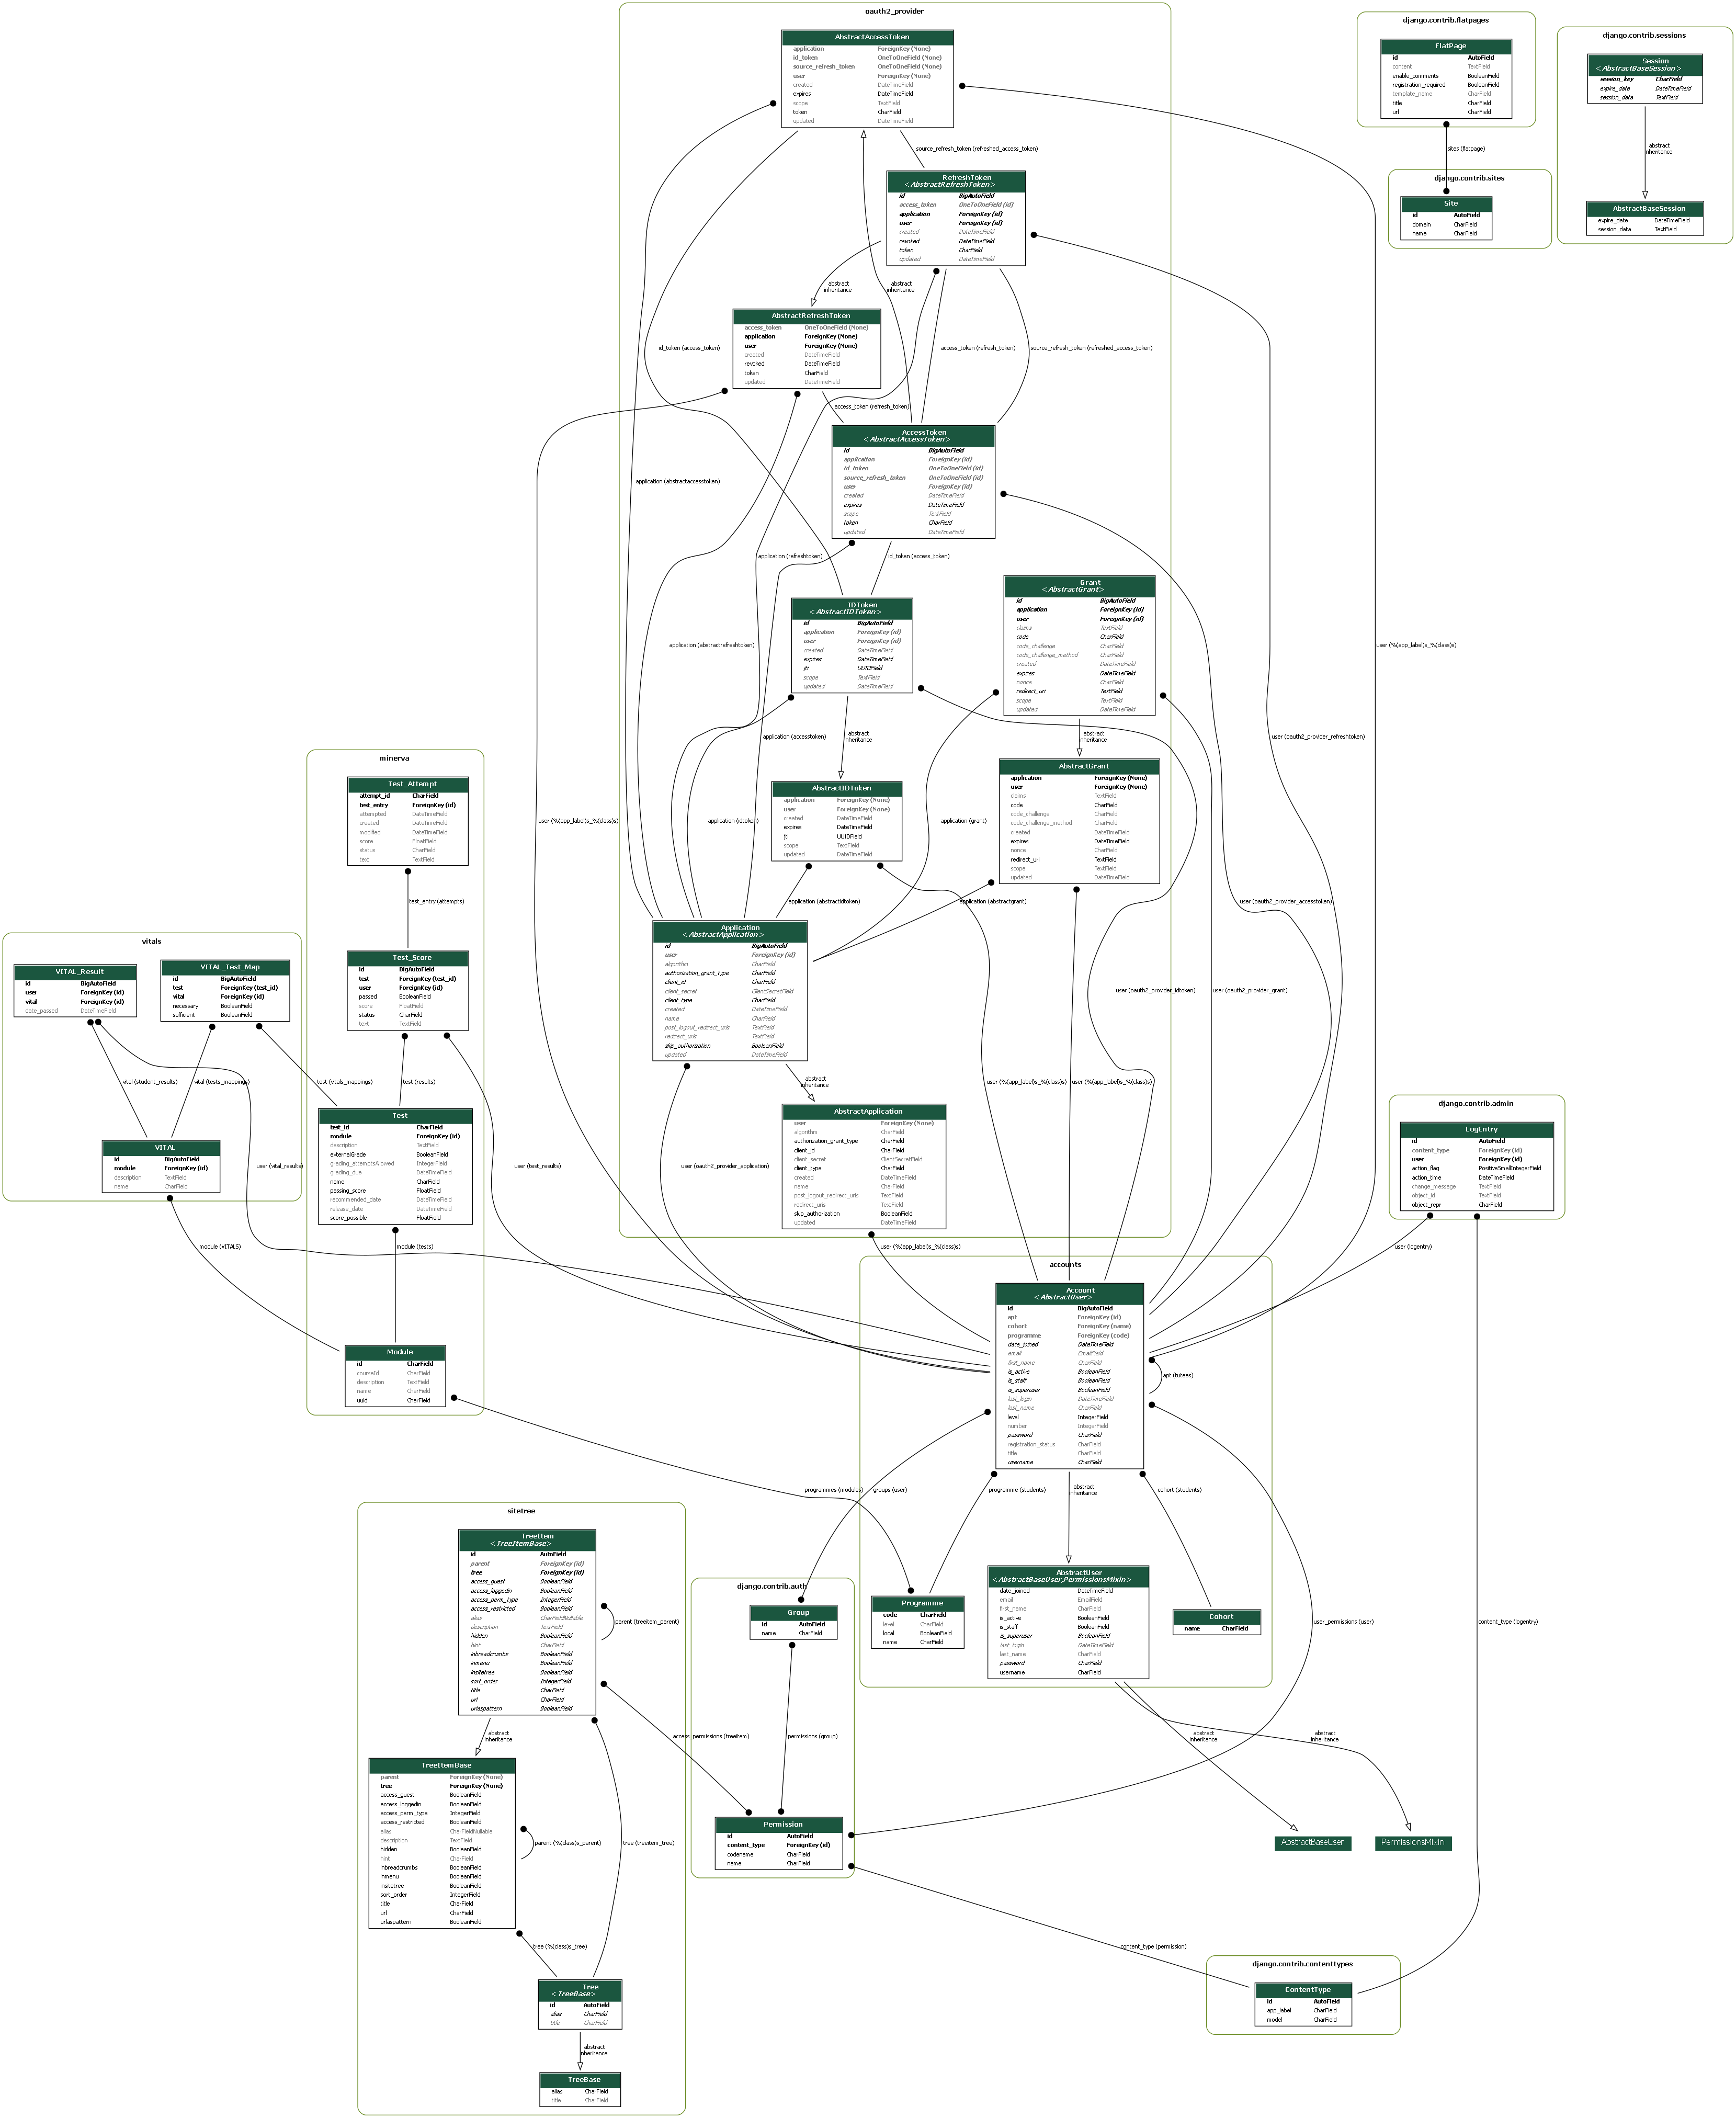 oauth2_provider
AbstractAccessToken
application ForeignKey (None)
id_token OneToOneField (None)
source_refresh_token OneToOneField (None)
user ForeignKey (None)
created DateTimeField
expires DateTimeField
scope TextField
token CharField
updated DateTimeField
source_refresh_token (refreshed_access_token)
RefreshToken
<AbstractRefreshToken>
id BigAutoField
access_token OneToOneField (id)
application ForeignKey (id)
user ForeignKey (id)
created DateTimeField
revoked DateTimeField
token CharField
updated DateTimeField
abstract
inheritance
abstract
inheritance
AbstractRefreshToken
access_token OneToOneField (None)
application ForeignKey (None)
user ForeignKey (None)
created DateTimeField
revoked DateTimeField
token CharField
updated DateTimeField
id_token (access_token)
access_token (refresh_token)
source_refresh_token (refreshed_access_token)
access_token (refresh_token)
AccessToken
<AbstractAccessToken>
id BigAutoField
application ForeignKey (id)
id_token OneToOneField (id)
source_refresh_token OneToOneField (id)
user ForeignKey (id)
created DateTimeField
expires DateTimeField
scope TextField
token CharField
updated DateTimeField
application (abstractaccesstoken)
application (refreshtoken)
id_token (access_token)
Grant
<AbstractGrant>
id BigAutoField
application ForeignKey (id)
user ForeignKey (id)
claims TextField
code CharField
code_challenge CharField
code_challenge_method CharField
created DateTimeField
expires DateTimeField
nonce CharField
redirect_uri TextField
scope TextField
updated DateTimeField
IDToken
<AbstractIDToken>
id BigAutoField
application ForeignKey (id)
user ForeignKey (id)
created DateTimeField
expires DateTimeField
jti UUIDField
scope TextField
updated DateTimeField
application (abstractrefreshtoken)
application (accesstoken)
abstract
inheritance
abstract
inheritance
AbstractIDToken
application ForeignKey (None)
user ForeignKey (None)
created DateTimeField
expires DateTimeField
jti UUIDField
scope TextField
updated DateTimeField
AbstractGrant
application ForeignKey (None)
user ForeignKey (None)
claims TextField
code CharField
code_challenge CharField
code_challenge_method CharField
created DateTimeField
expires DateTimeField
nonce CharField
redirect_uri TextField
scope TextField
updated DateTimeField
user (%(app_label)s_%(class)s)
application (idtoken)
application (grant)
application (abstractidtoken)
application (abstractgrant)
Application
<AbstractApplication>
id BigAutoField
user ForeignKey (id)
algorithm CharField
authorization_grant_type CharField
client_id CharField
client_secret ClientSecretField
client_type CharField
created DateTimeField
name CharField
post_logout_redirect_uris TextField
redirect_uris TextField
skip_authorization BooleanField
updated DateTimeField
abstract
inheritance
AbstractApplication
user ForeignKey (None)
algorithm CharField
authorization_grant_type CharField
client_id CharField
client_secret ClientSecretField
client_type CharField
created DateTimeField
name CharField
post_logout_redirect_uris TextField
redirect_uris TextField
skip_authorization BooleanField
updated DateTimeField
user (oauth2_provider_application)
user (%(app_label)s_%(class)s)
user (%(app_label)s_%(class)s)
user (%(app_label)s_%(class)s)
user (oauth2_provider_idtoken)
user (oauth2_provider_grant)
user (oauth2_provider_accesstoken)
user (oauth2_provider_refreshtoken)
user (%(app_label)s_%(class)s)
django.contrib.flatpages
FlatPage
id AutoField
content TextField
enable_comments BooleanField
registration_required BooleanField
template_name CharField
title CharField
url CharField
sites (flatpage)
django.contrib.sites
Site
id AutoField
domain CharField
name CharField
django.contrib.sessions
Session
<AbstractBaseSession>
session_key CharField
expire_date DateTimeField
session_data TextField
abstract
inheritance
AbstractBaseSession
expire_date DateTimeField
session_data TextField
minerva
Test_Attempt
attempt_id CharField
test_entry ForeignKey (id)
attempted DateTimeField
created DateTimeField
modified DateTimeField
score FloatField
status CharField
text TextField
test_entry (attempts)
Test_Score
id BigAutoField
test ForeignKey (test_id)
user ForeignKey (id)
passed BooleanField
score FloatField
status CharField
text TextField
test (results)
user (test_results)
Test
test_id CharField
module ForeignKey (id)
description TextField
externalGrade BooleanField
grading_attemptsAllowed IntegerField
grading_due DateTimeField
name CharField
passing_score FloatField
recommended_date DateTimeField
release_date DateTimeField
score_possible FloatField
module (tests)
Module
id CharField
courseId CharField
description TextField
name CharField
uuid CharField
vitals
VITAL_Result
id BigAutoField
user ForeignKey (id)
vital ForeignKey (id)
date_passed DateTimeField
VITAL_Test_Map
id BigAutoField
test ForeignKey (test_id)
vital ForeignKey (id)
necessary BooleanField
sufficient BooleanField
vital (student_results)
vital (tests_mappings)
test (vitals_mappings)
VITAL
id BigAutoField
module ForeignKey (id)
description TextField
name CharField
user (vital_results)
module (VITALS)
django.contrib.admin
LogEntry
id AutoField
content_type ForeignKey (id)
user ForeignKey (id)
action_flag PositiveSmallIntegerField
action_time DateTimeField
change_message TextField
object_id TextField
object_repr CharField
user (logentry)
accounts
Account
<AbstractUser>
id BigAutoField
apt ForeignKey (id)
cohort ForeignKey (name)
programme ForeignKey (code)
date_joined DateTimeField
email EmailField
first_name CharField
is_active BooleanField
is_staff BooleanField
is_superuser BooleanField
last_login DateTimeField
last_name CharField
level IntegerField
number IntegerField
password CharField
registration_status CharField
title CharField
username CharField
apt (tutees)
programmes (modules)
groups (user)
programme (students)
abstract
inheritance
cohort (students)
Programme
code CharField
level CharField
local BooleanField
name CharField
AbstractUser
<AbstractBaseUser,PermissionsMixin>
date_joined DateTimeField
email EmailField
first_name CharField
is_active BooleanField
is_staff BooleanField
is_superuser BooleanField
last_login DateTimeField
last_name CharField
password CharField
username CharField
Cohort
name CharField
user_permissions (user)
content_type (logentry)
abstract
inheritance
abstract
inheritance
AbstractBaseUser
PermissionsMixin
sitetree
TreeItem
<TreeItemBase>
id AutoField
parent ForeignKey (id)
tree ForeignKey (id)
access_guest BooleanField
access_loggedin BooleanField
access_perm_type IntegerField
access_restricted BooleanField
alias CharFieldNullable
description TextField
hidden BooleanField
hint CharField
inbreadcrumbs BooleanField
inmenu BooleanField
insitetree BooleanField
sort_order IntegerField
title CharField
url CharField
urlaspattern BooleanField
parent (treeitem_parent)
abstract
inheritance
access_permissions (treeitem)
TreeItemBase
parent ForeignKey (None)
tree ForeignKey (None)
access_guest BooleanField
access_loggedin BooleanField
access_perm_type IntegerField
access_restricted BooleanField
alias CharFieldNullable
description TextField
hidden BooleanField
hint CharField
inbreadcrumbs BooleanField
inmenu BooleanField
insitetree BooleanField
sort_order IntegerField
title CharField
url CharField
urlaspattern BooleanField
parent (%(class)s_parent)
tree (treeitem_tree)
tree (%(class)s_tree)
Tree
<TreeBase>
id AutoField
alias CharField
title CharField
abstract
inheritance
TreeBase
alias CharField
title CharField
django.contrib.auth
Group
id AutoField
name CharField
permissions (group)
Permission
id AutoField
content_type ForeignKey (id)
codename CharField
name CharField
content_type (permission)
django.contrib.contenttypes
ContentType
id AutoField
app_label CharField
model CharField